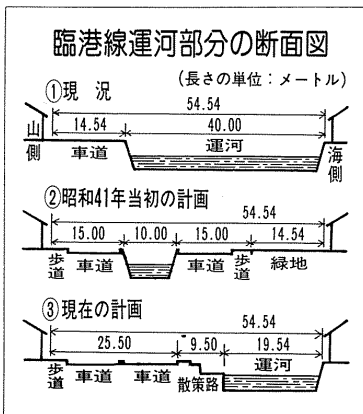 臨港線運河部分の断面図
(長さの単位:メートル)
①現 況
54.54
14.54 40.00
山側 車道 運河 海側
②昭和41年当初の計画
54.54
15.00 10.00 15.00 14.54
歩道 車道 車道 歩道 緑地
③現在の計画
54.54
25.50 9.50 19.54
運河
歩道 車道 車道 散策路